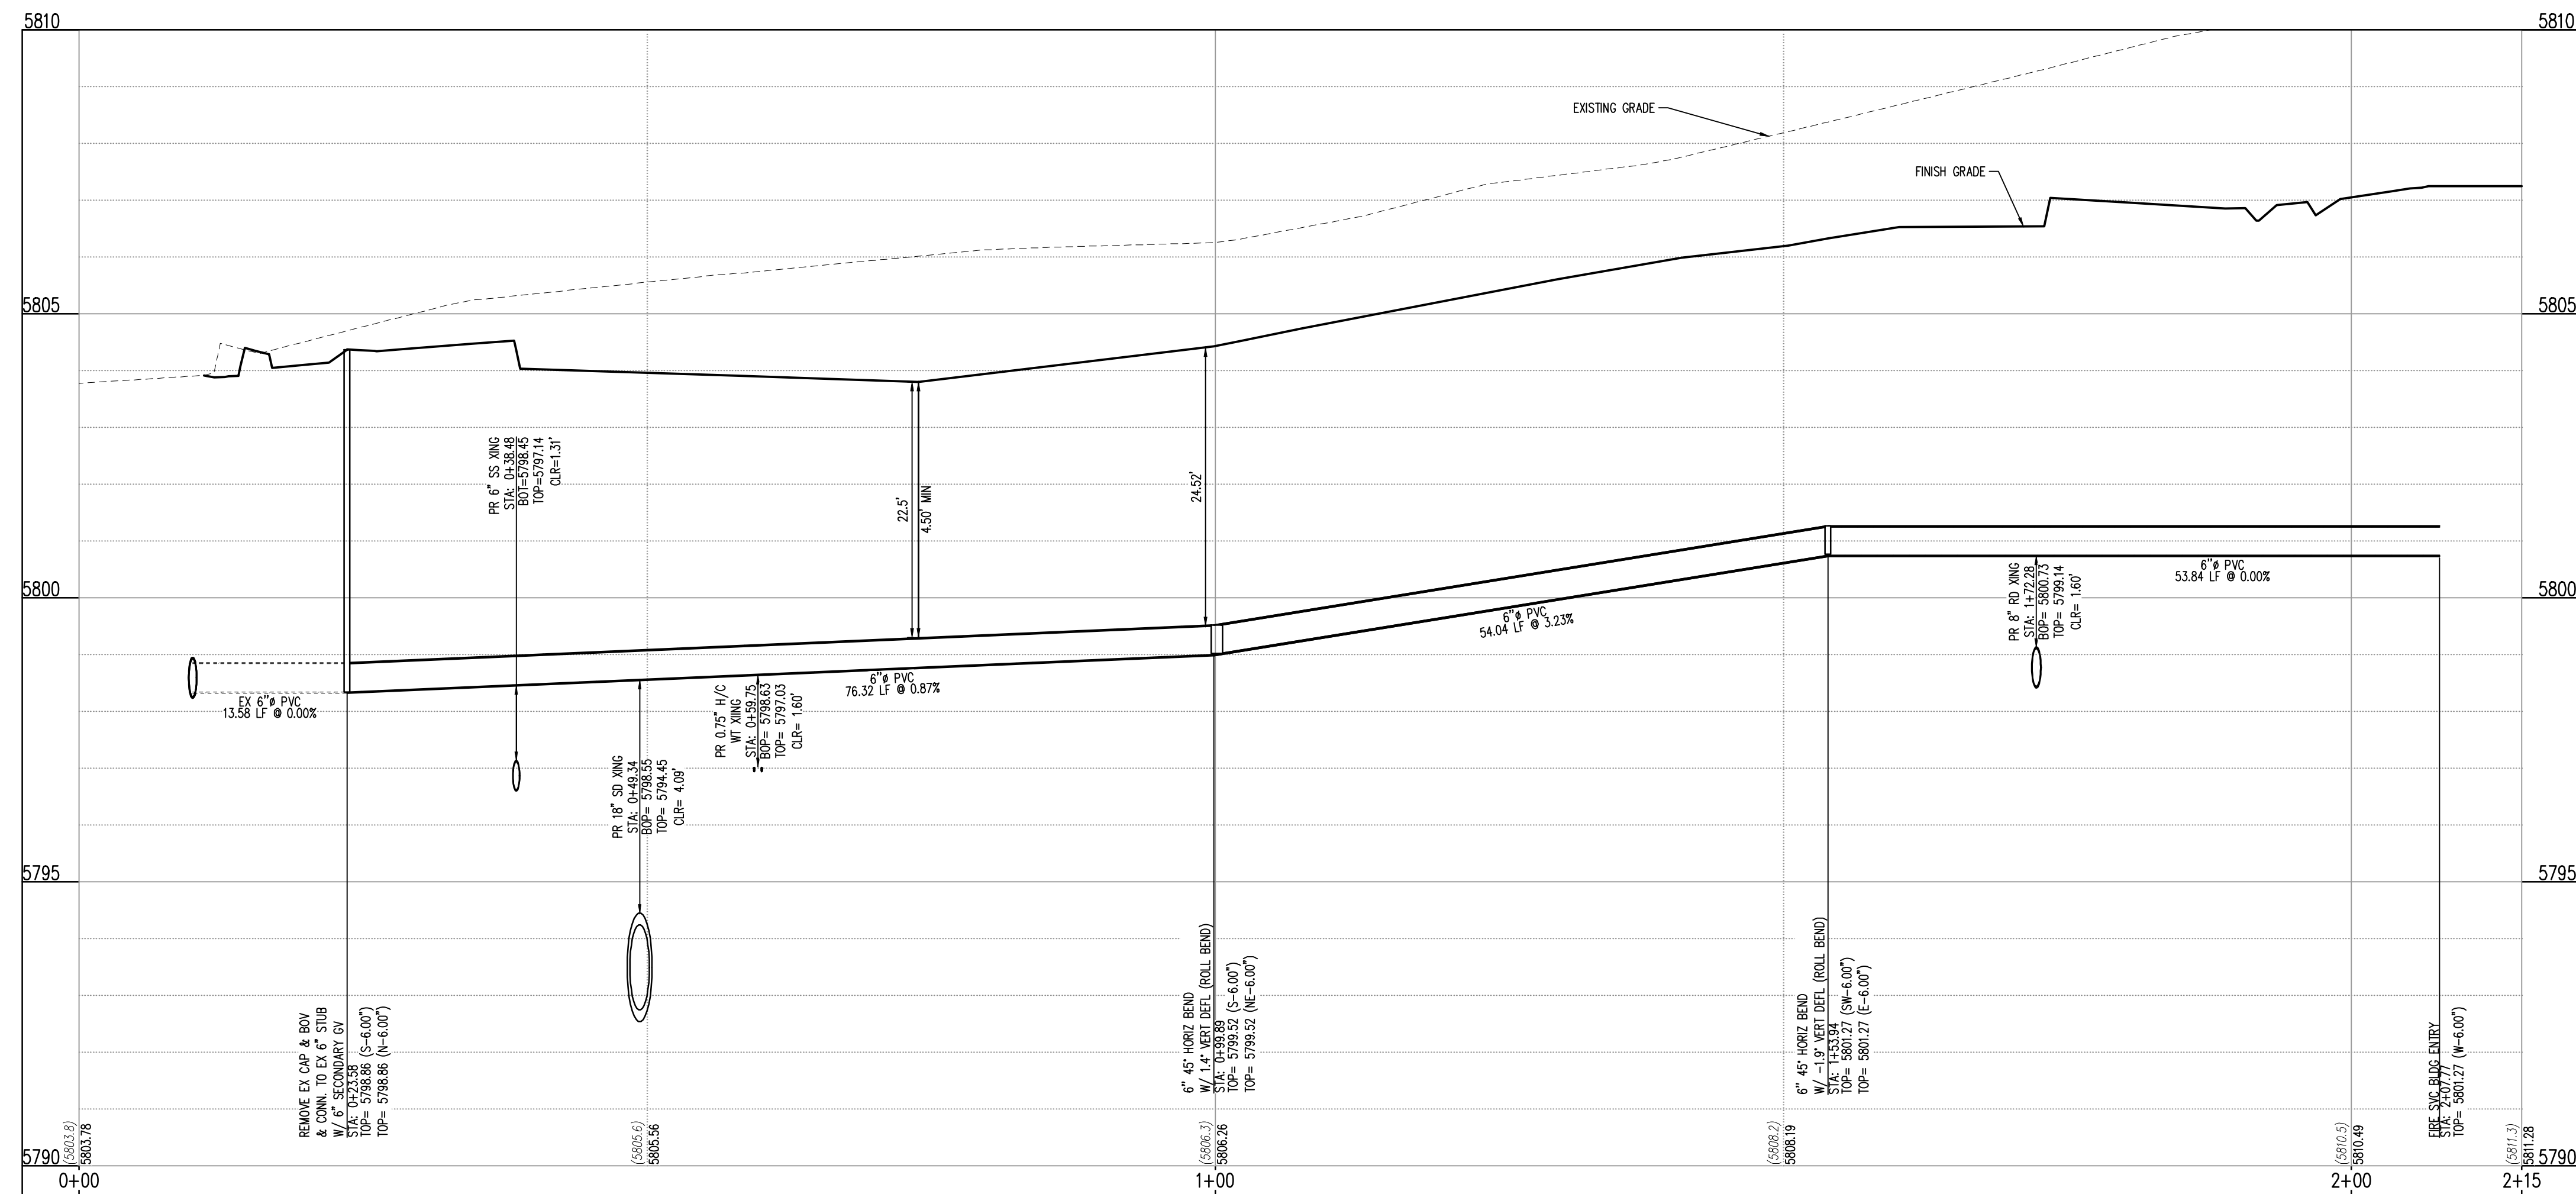 5810
5810
EXISTING GRADE
FINISH GRADE
5805
5805
PR 6" SS XING
STA: 0+38.48
BOT=5798.45
TOP=5797.14
CLR=1.31'
22.5'
4.50' MIN
24.52'
5800
5800
EX 6"ø PVC
13.58 LF @ 0.00%
6"ø PVC
76.32 LF @ 0.87%
6"ø PVC
54.04 LF @ 3.23%
6"ø PVC
53.84 LF @ 0.00%
PR 8" RD XING
STA: 1+72.28
BOP= 5800.73
TOP= 5799.14
CLR= 1.60'
PR 0.75" H/C
WT XIING
STA: 0+59.75
BOP= 5798.63
TOP= 5797.03
CLR= 1.60'
PR 18" SD XING
STA: 0+49.34
BOP= 5798.55
TOP= 5794.45
CLR= 4.09'
5795
5795
REMOVE EX CAP & BOV
& CONN. TO EX 6" STUB
W/ 6" SECONDARY GV
STA: 0+23.58
TOP= 5798.86 (S-6.00")
TOP= 5798.86 (N-6.00")
6" 45° HORIZ BEND
W/ 1.4° VERT DEFL (ROLL BEND)
STA: 0+99.89
TOP= 5799.52 (S-6.00")
TOP= 5799.52 (NE-6.00")
6" 45° HORIZ BEND
W/ -1.9° VERT DEFL (ROLL BEND)
STA: 1+53.94
TOP= 5801.27 (SW-6.00")
TOP= 5801.27 (E-6.00")
FIRE SVC BLDG ENTRY
STA: 2+07.77
TOP= 5801.27 (W-6.00")
(5803.8)
5803.78
(5805.6)
5805.56
(5806.3)
5806.26
(5808.2)
5808.19
(5810.5)
5810.49
(5811.3)
5811.28
5790
5790
0+00
1+00
2+00
2+15